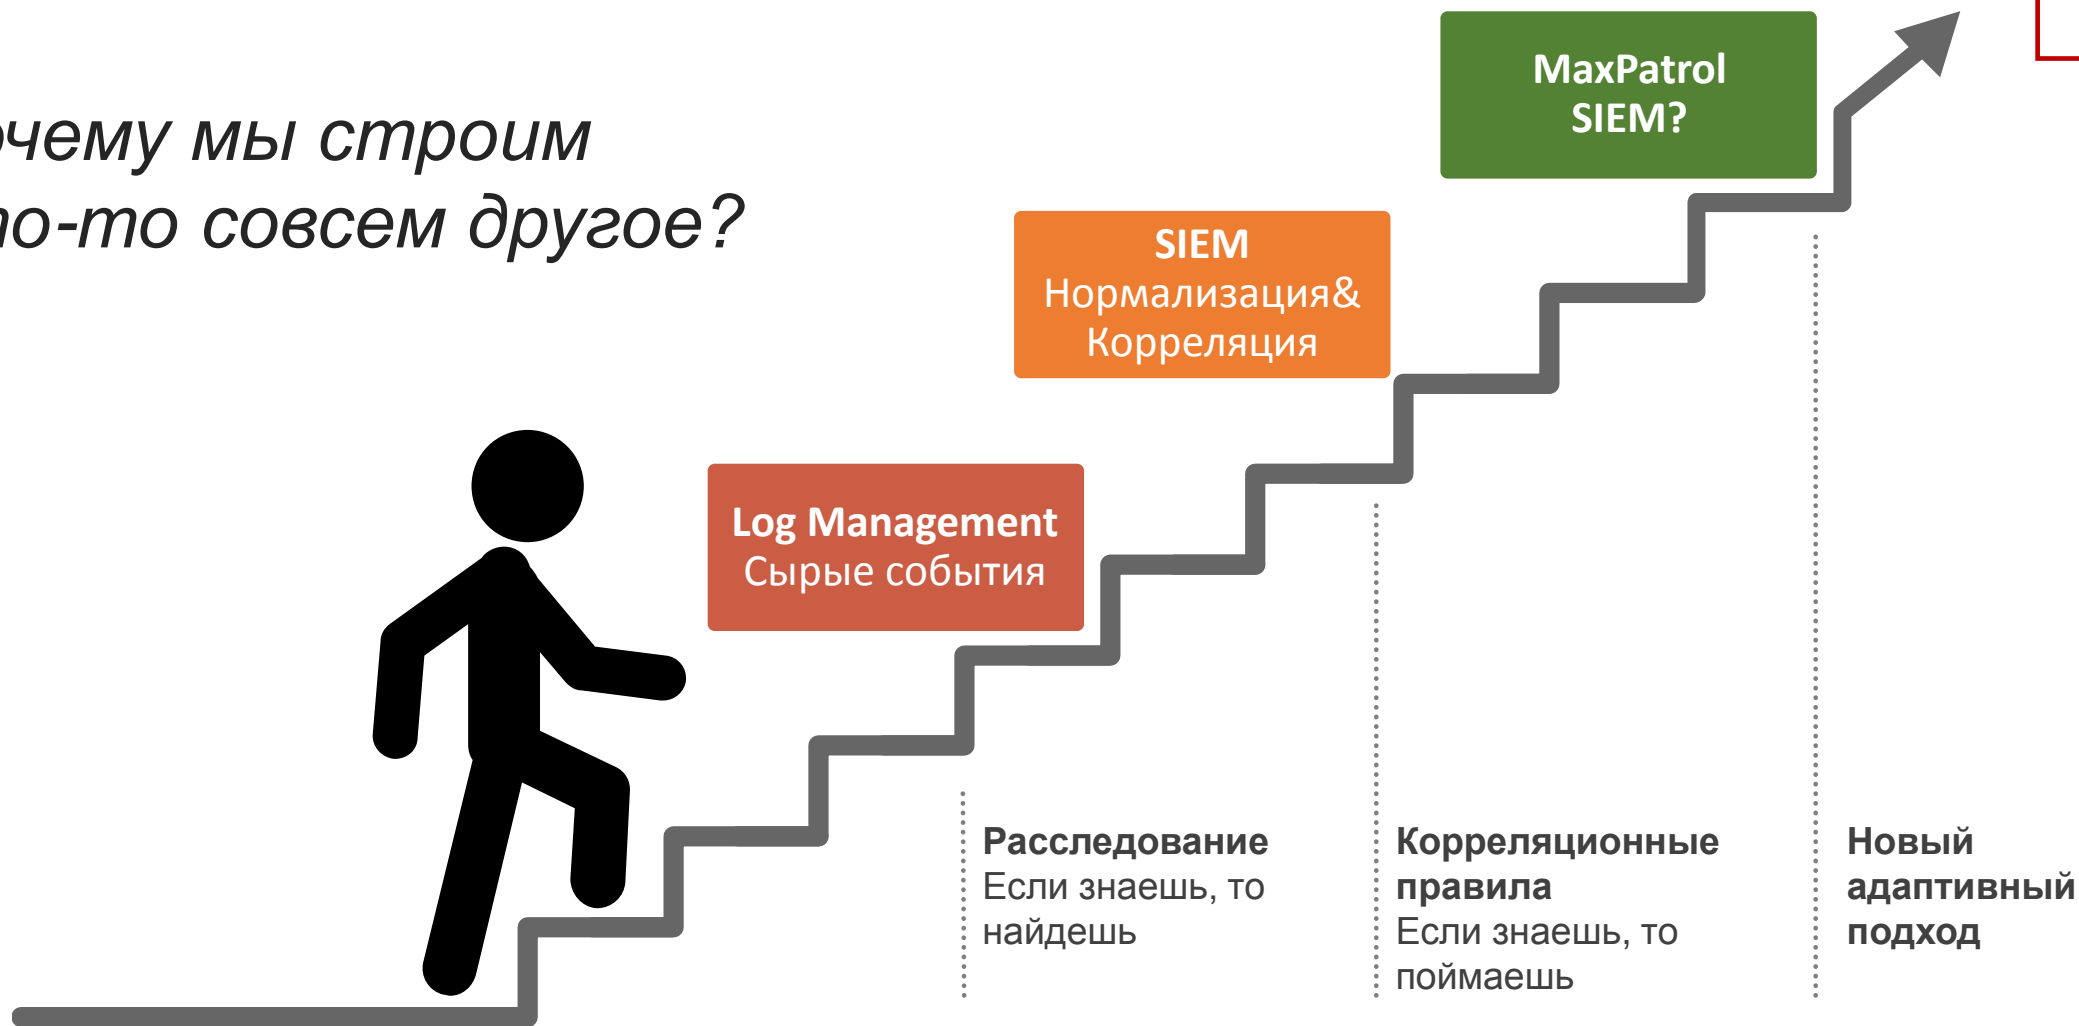 очему мы строим
то-то совсем другое?
MaxPatrol
SIEM?
SIEM
Нормализация&
Корреляция
Log Management
Сырые события
Расследование
Если знаешь, то
найдешь
Корреляционные
правила
Если знаешь, то
поймаешь
Новый
адаптивный
подход